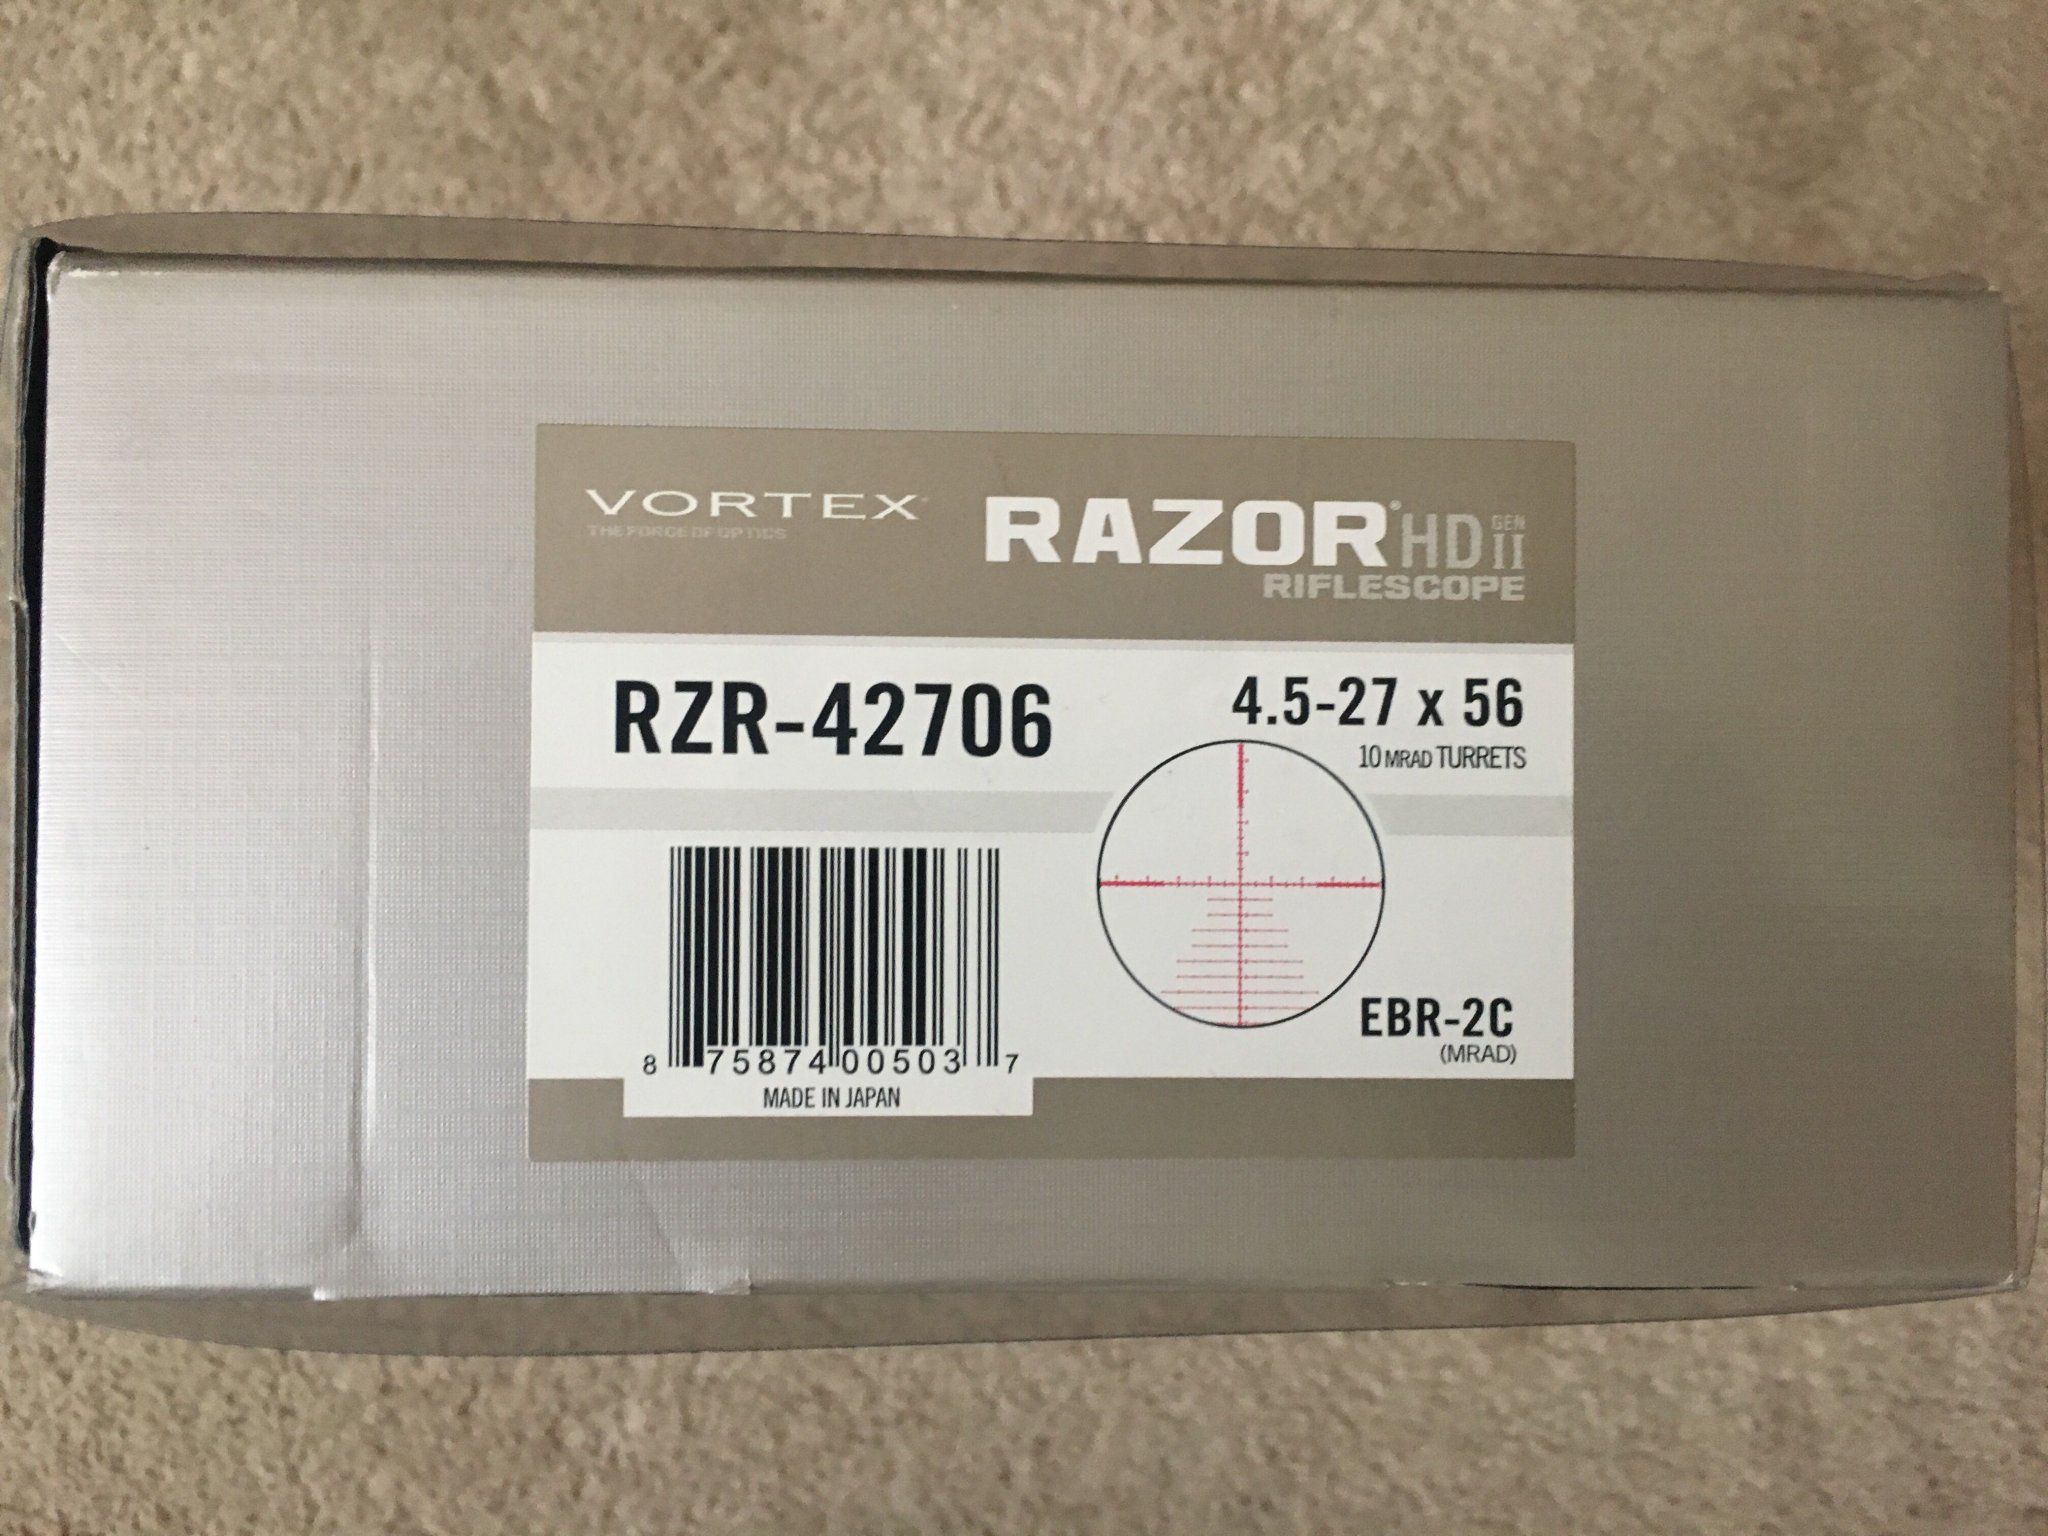 VORTEX®
THE FORCE OF OPTICS
RAZOR® HD GEN II
RIFLESCOPE
RZR-42706
4.5-27 x 56
10 MRAD TURRETS
EBR-2C
(MRAD)
8 75874 00503 7
MADE IN JAPAN